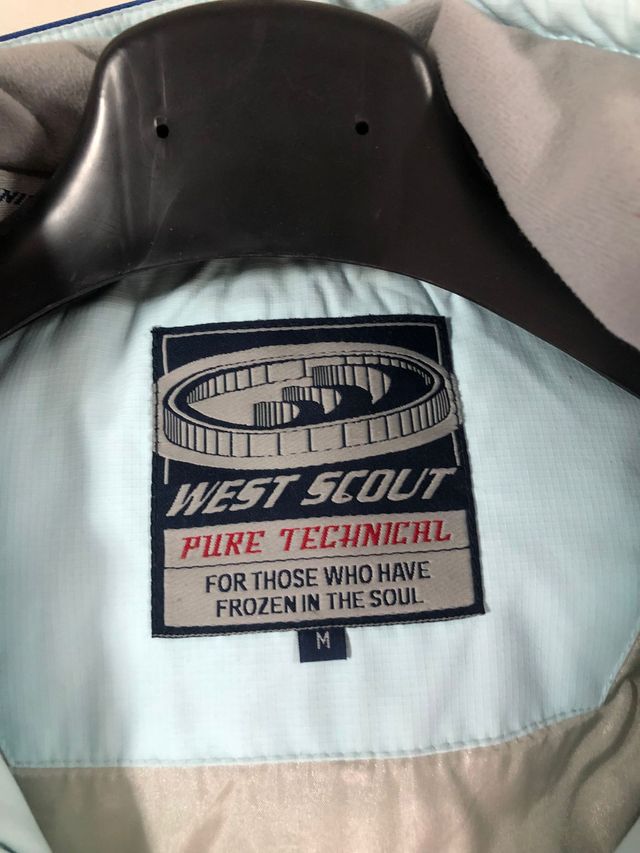 WEST SCOUT
PURE TECHNICAL
FOR THOSE WHO HAVE
FROZEN IN THE SOUL
M